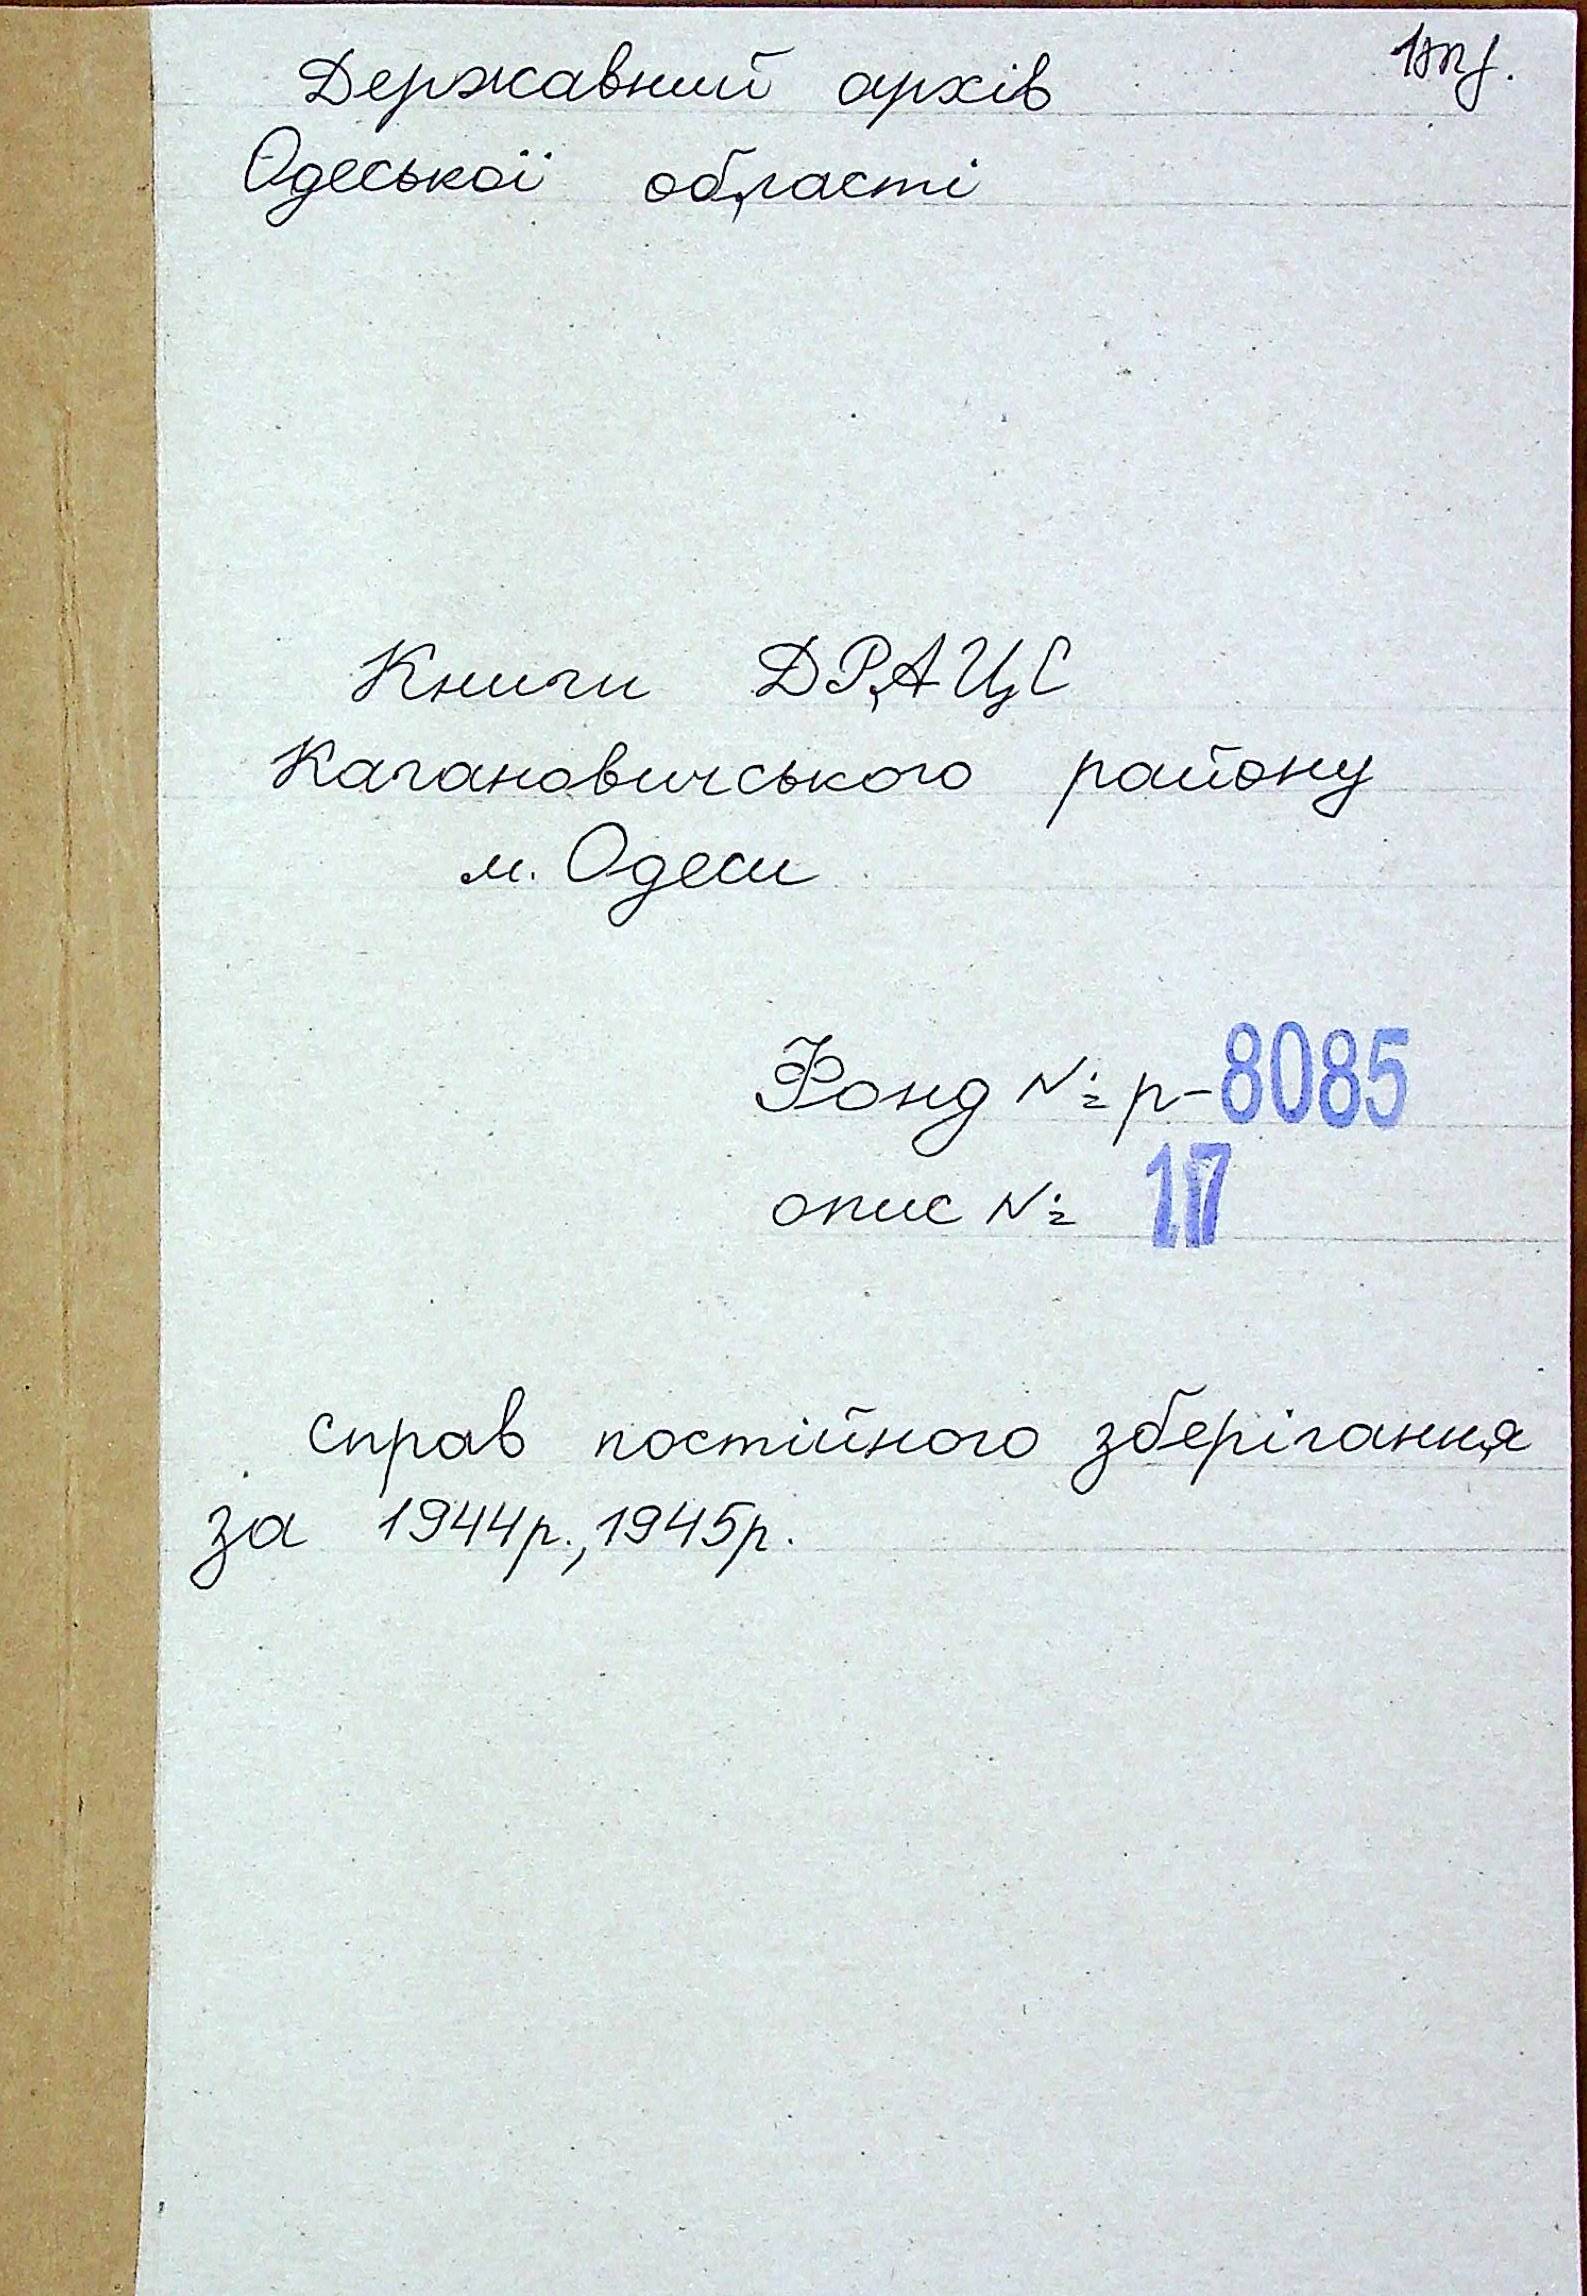 Державний архів
Одеської області
Книги ДРАЦС
Кагановичського району
м. Одеси
Фонд № р-8085
опис № 17
справ постійного зберігання
за 1944р., 1945р.